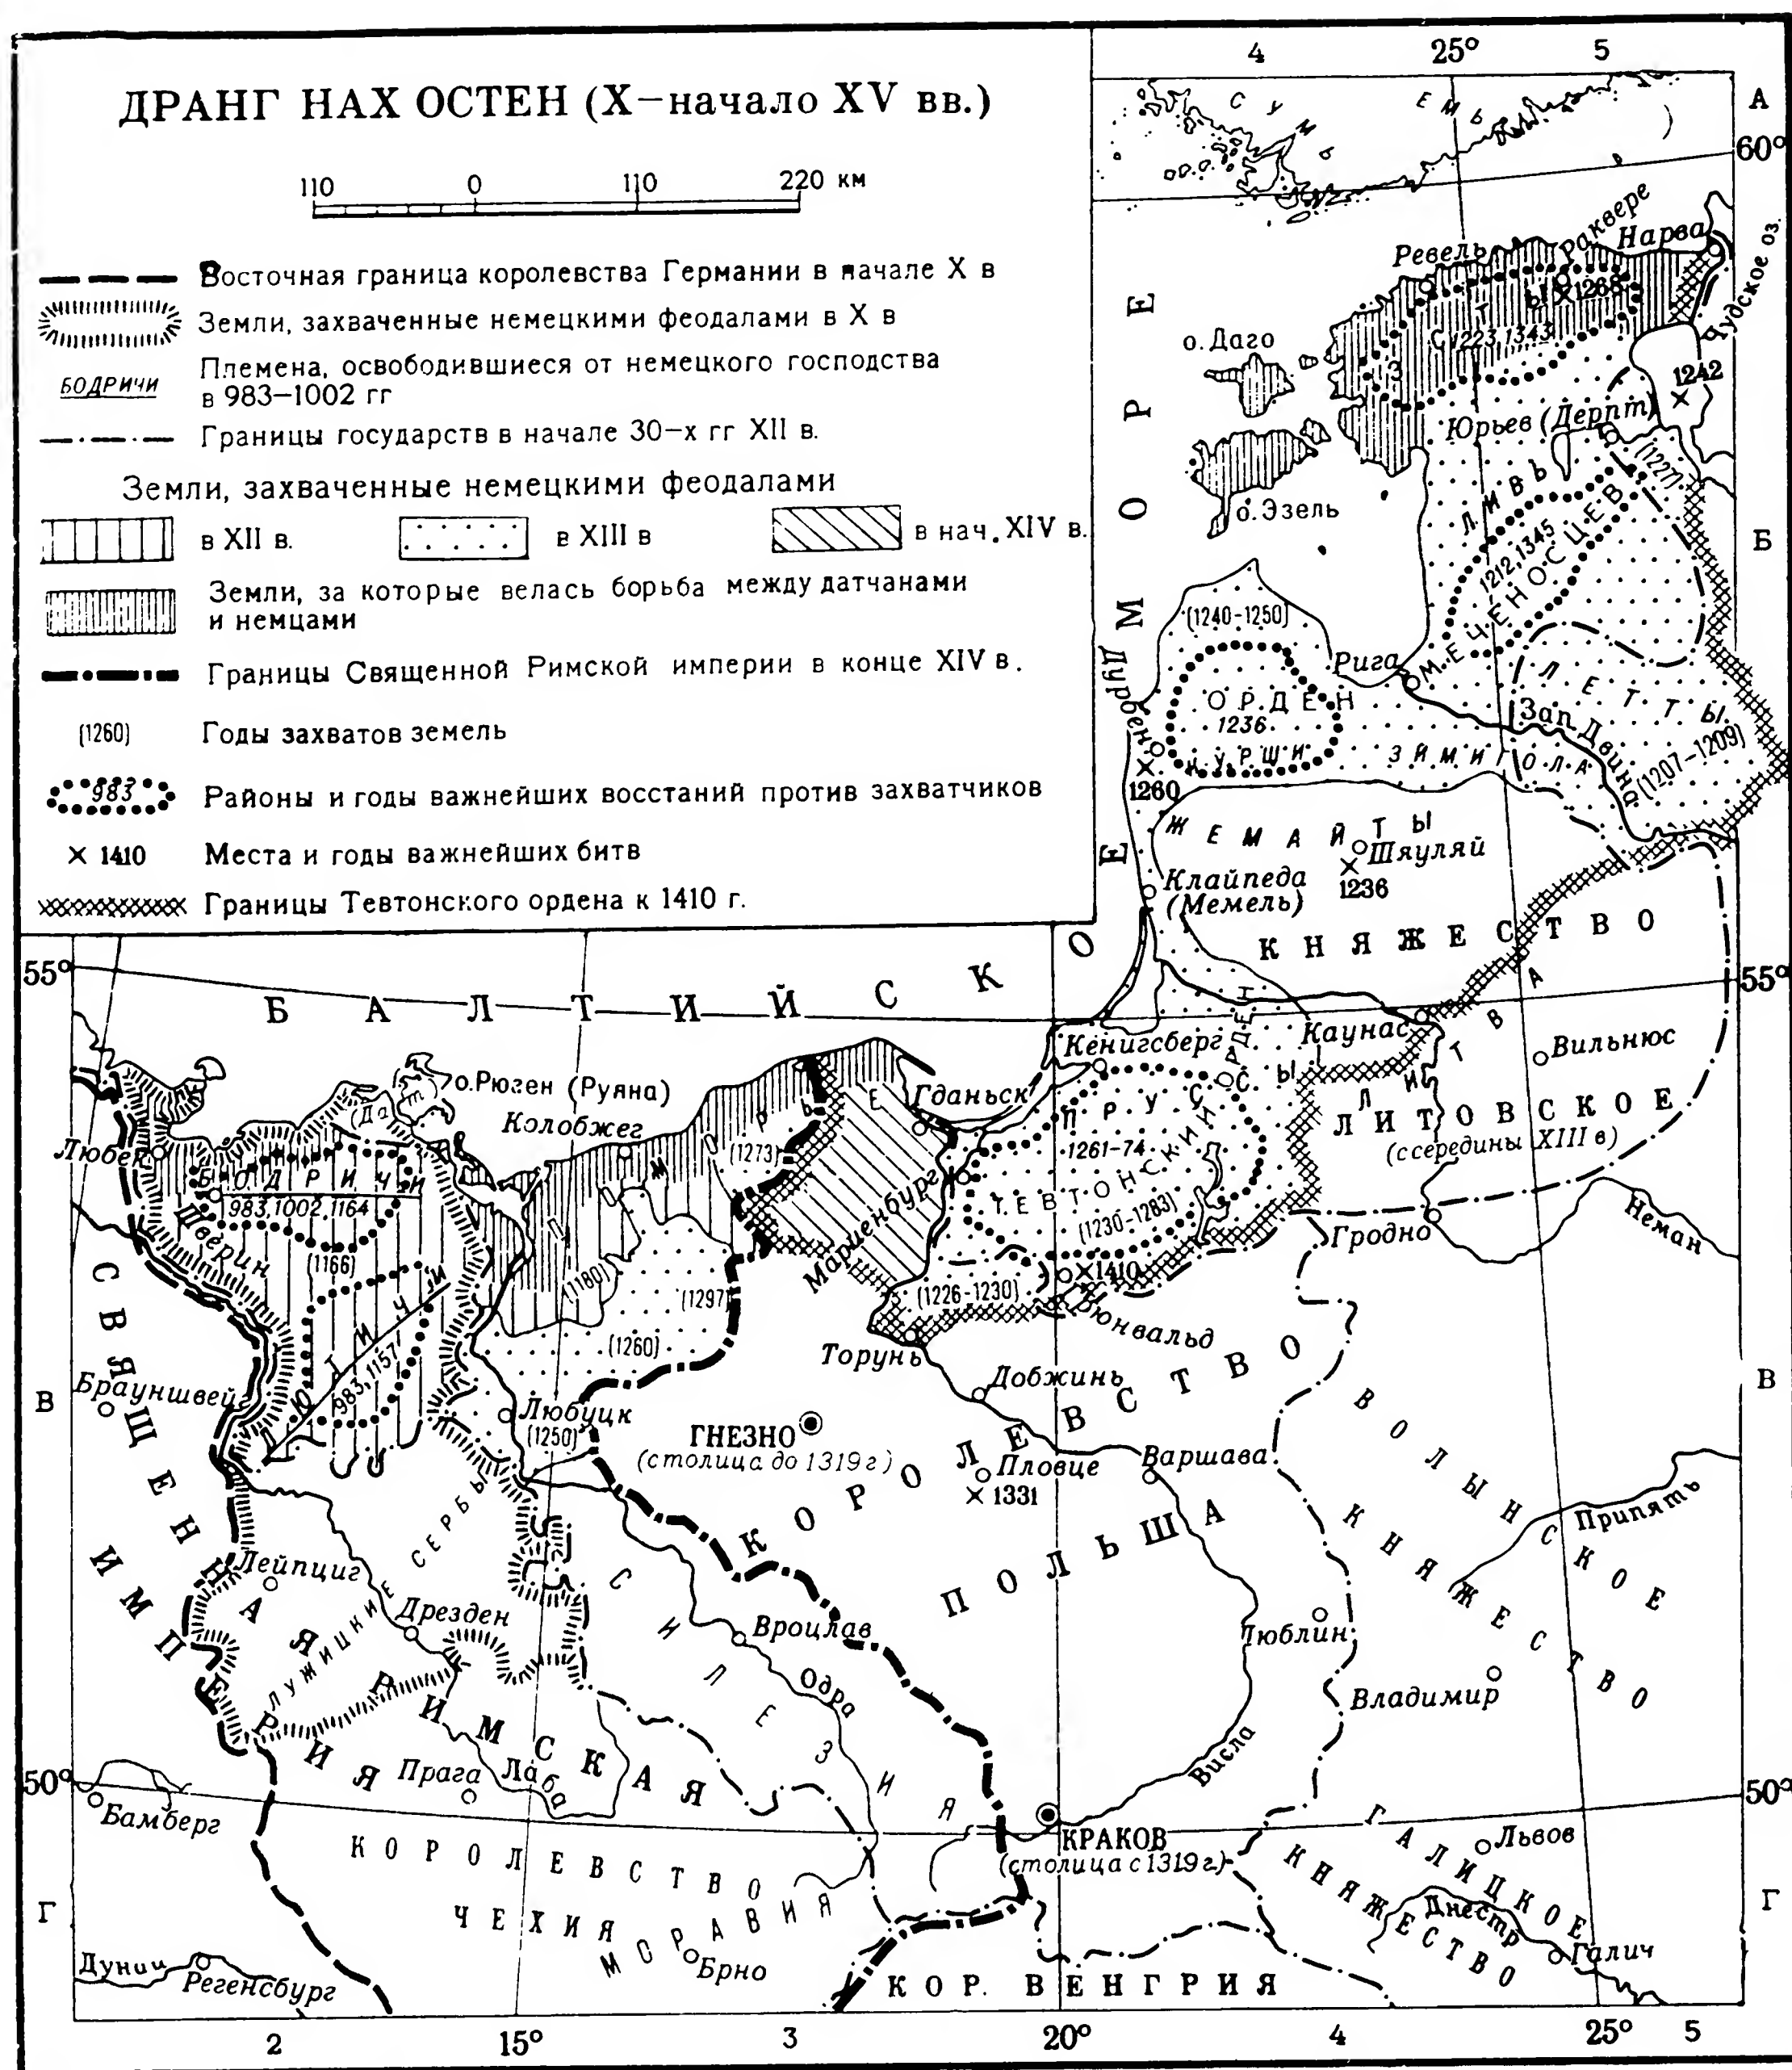 ДРАНГ НАХ ОСТЕН (X—начало XV вв.)
110 0 110 220 км
Восточная граница королевства Германии в начале X в
Земли, захваченные немецкими феодалами в X в
БОДРИЧИ
Племена, освободившиеся от немецкого господства
в 983—1002 гг
Границы государств в начале 30-х гг XII в.
Земли, захваченные немецкими феодалами
в XII в.
в XIII в
в нач. XIV в.
Земли, за которые велась борьба между датчанами
и немцами
Границы Священной Римской империи в конце XIV в.
(1260)
Годы захватов земель
983
Районы и годы важнейших восстаний против захватчиков
× 1410
Места и годы важнейших битв
Границы Тевтонского ордена к 1410 г.
4 25° 5
А
60°
Б
55°
В
50°
Г
55°
В
50°
Г
2 15° 3 20° 4 25° 5
СУМЬ
ЕМЬ
БАЛТИЙСКОЕ МОРЕ
Ревель
Раквере
Нарва
Чудское оз.
×1268
ЭСТЫ
1223,1343
о. Даго
1242
×
Юрьев (Дерпт)
(1227)
о. Эзель
ЛИВЫ
1212,1345
ОРДЕН МЕЧЕНОСЦЕВ
(1240-1250)
Рига
ЛЕТТЫ
Зап Двина
(1207-1209)
1236
КУРШИ
ЗИМИГОЛА
Дурбен
×
1260
ЖЕМАЙТЫ
Шяуляй
×
1236
Клайпеда
(Мемель)
КНЯЖЕСТВО
ЛИТВА
Каунас
Вильнюс
ЛИТОВСКОЕ
(с середины XIII в)
Кёнигсберг
ПРУССЫ
1261-74
ТЕВТОНСКИЙ ОРДЕН
(1230-1283)
Гданьск
Мариенбург
(1226-1230)
×1410
Грюнвальд
Гродно
Неман
о. Рюген (Руяна)
Колобжег
ПОМОРЬЕ
(1273)
(1180)
(1297)
(1260)
Любек
БОДРИЧИ
983,1002,1164
Шверин
(1166)
ЛЮТИЧИ
983,1157
СВЯЩЕННАЯ РИМСКАЯ
ИМПЕРИЯ
Брауншвейг
Любуцк
(1250)
Торунь
Добжинь
ГНЕЗНО
(столица до 1319 г)
Пловце
× 1331
Варшава
КОРОЛЕВСТВО
ПОЛЬША
ВОЛЫНСКОЕ
КНЯЖЕСТВО
Припять
ЛУЖИЦКИЕ СЕРБЫ
Лейпциг
Дрезден
СИЛЕЗИЯ
Вроцлав
Одра
Люблин
Владимир
Висла
Прага
Лаба
Бамберг
КРАКОВ
(столица с 1319 г.)
Львов
ГАЛИЦКОЕ
КНЯЖЕСТВО
Днестр
Галич
КОРОЛЕВСТВО
ЧЕХИЯ
МОРАВИЯ
Брно
Дунай
Регенсбург
КОР. ВЕНГРИЯ